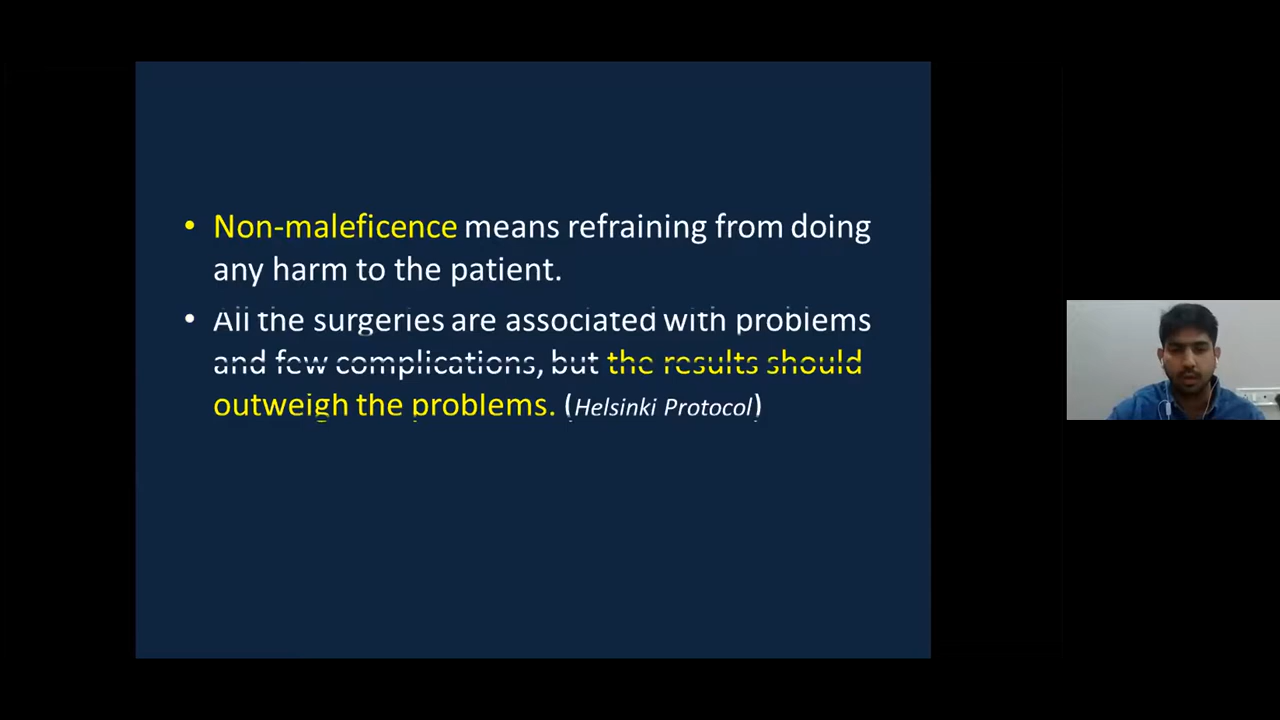 • Non-maleficence means refraining from doing
any harm to the patient.
• All the surgeries are associated with problems
and few complications, but the results should
outweigh the problems. (Helsinki Protocol)